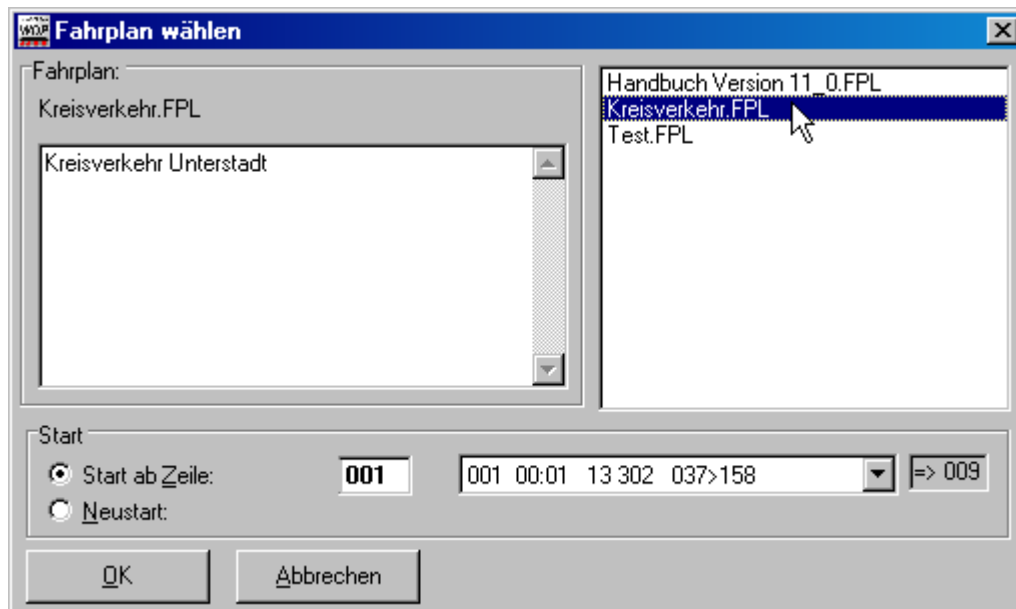 Fahrplan wählen
Fahrplan:
Kreisverkehr.FPL
Kreisverkehr Unterstadt
Handbuch Version 11_0.FPL
Kreisverkehr.FPL
Test.FPL
Start
Start ab Zeile: 001 001 00:01 13 302 037>158 => 009
Neustart:
OK Abbrechen